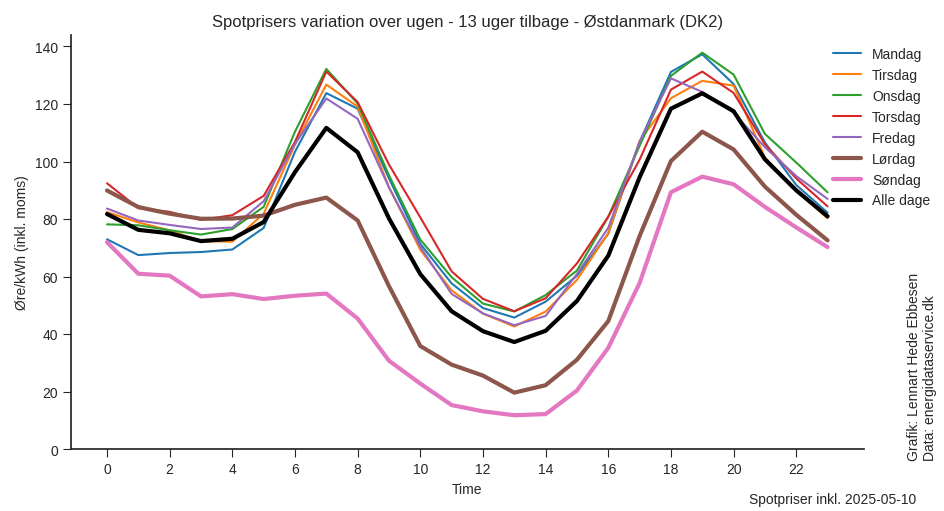 Spotprisers variation over ugen - 13 uger tilbage - Østdanmark (DK2)
Øre/kWh (inkl. moms)
140
120
100
80
60
40
20
0
0 2 4 6 8 10 12 14 16 18 20 22
Time
Mandag
Tirsdag
Onsdag
Torsdag
Fredag
Lørdag
Søndag
Alle dage
Grafik: Lennart Hede Ebbesen
Data: energidataservice.dk
Spotpriser inkl. 2025-05-10